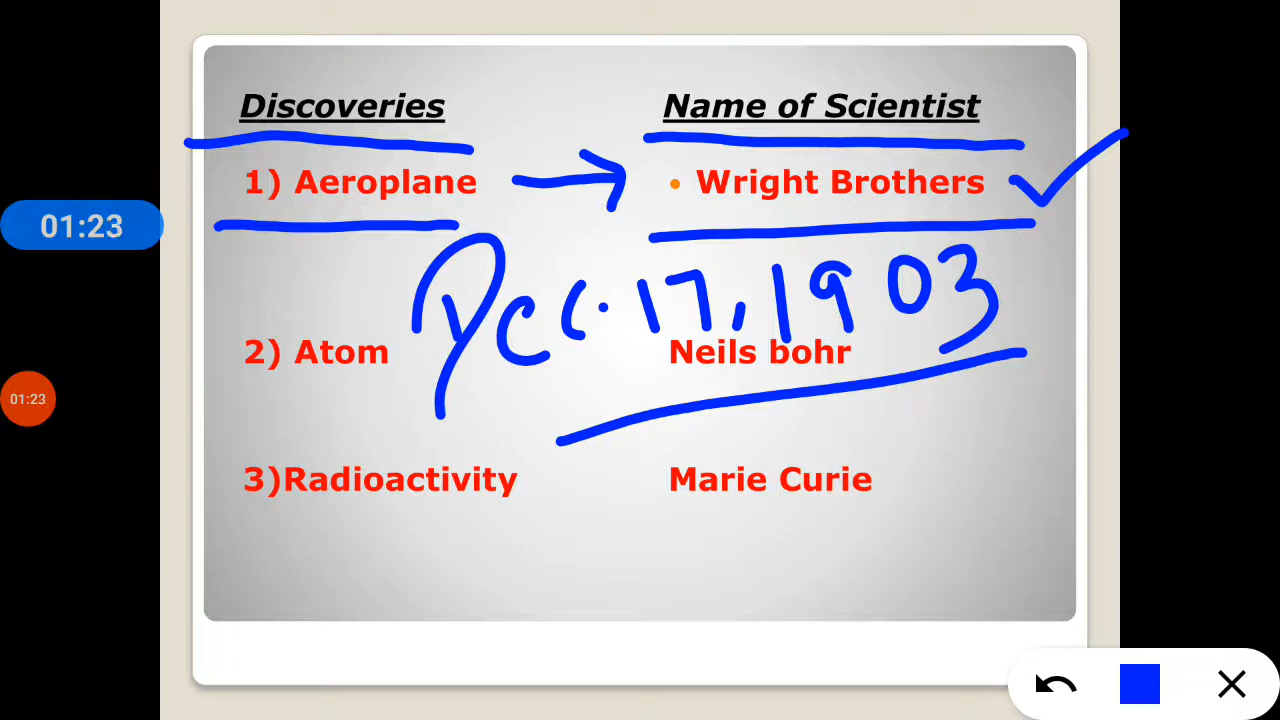 Discoveries Name of Scientist
1) Aeroplane • Wright Brothers
01:23
Dec. 17, 1903
2) Atom Neils bohr
01:23
3)Radioactivity Marie Curie